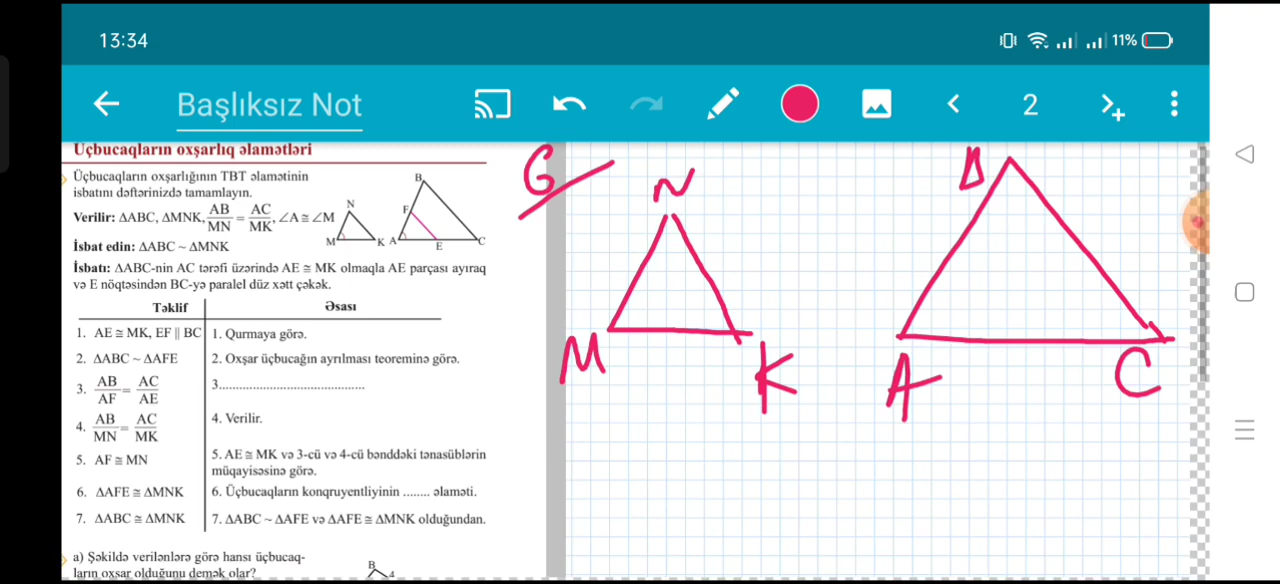 13:34
11%
Başlıksız Not
2
Üçbucaqların oxşarlıq əlamətləri
Üçbucaqların oxşarlığının TBT əlamətinin
isbatını dəftərinizdə tamamlayın.
Verilir: ΔABC, ΔMNK, AB/MN = AC/MK, ∠A ≅ ∠M
İsbat edin: ΔABC ~ ΔMNK
N
M
K
B
F
A
E
C
İsbatı: ΔABC-nin AC tərəfi üzərində AE ≅ MK olmaqla AE parçası ayıraq
və E nöqtəsindən BC-yə paralel düz xətt çəkək.
Təklif Əsası
1. AE ≅ MK, EF || BC 1. Qurmaya görə.
2. ΔABC ~ ΔAFE 2. Oxşar üçbucağın ayrılması teoreminə görə.
3. AB/AF = AC/AE 3.......................................
4. AB/MN = AC/MK 4. Verilir.
5. AF ≅ MN 5. AE ≅ MK və 3-cü və 4-cü bənddəki tənasüblərin
müqayisəsinə görə.
6. ΔAFE ≅ ΔMNK 6. Üçbucaqların konqruyentliyinin ........ əlaməti.
7. ΔABC ≅ ΔMNK 7. ΔABC ~ ΔAFE və ΔAFE ≅ ΔMNK olduğundan.
a) Şəkildə verilənlərə görə hansı üçbucaq-
ların oxşar olduğunu demək olar?
B
4
G
N
M
K
B
A
C